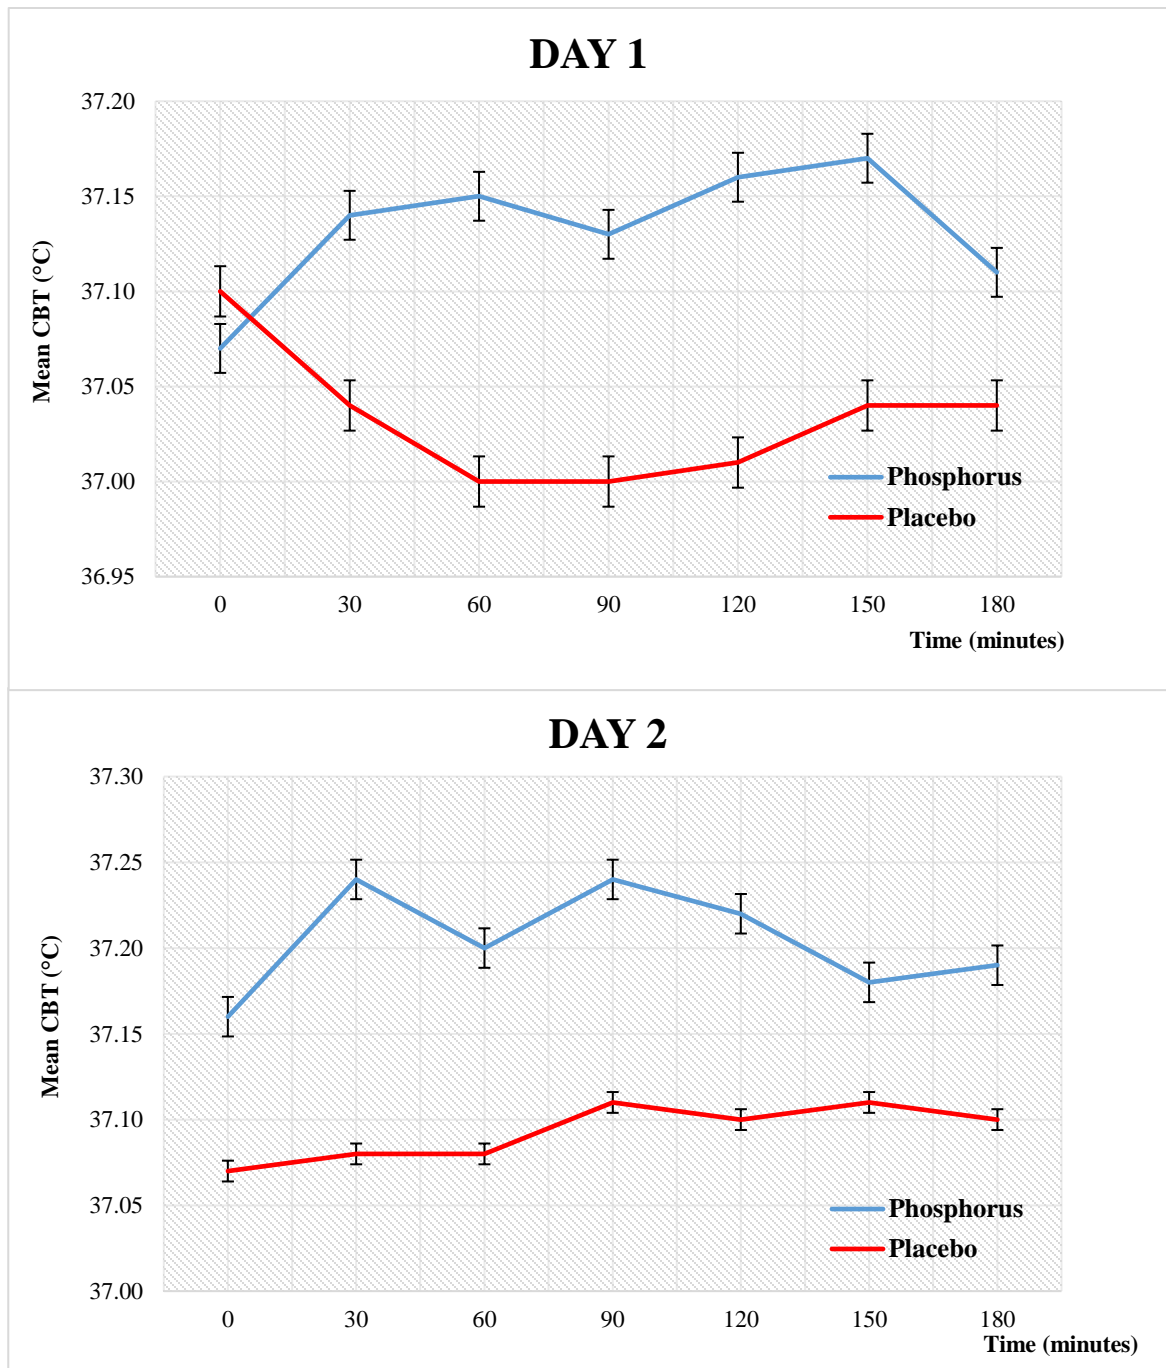 DAY 1
37.20
37.15
37.10
37.05
37.00
36.95
Mean CBT (°C)
Phosphorus
Placebo
0 30 60 90 120 150 180
Time (minutes)
DAY 2
37.30
37.25
37.20
37.15
37.10
37.05
37.00
Mean CBT (°C)
Phosphorus
Placebo
0 30 60 90 120 150 180
Time (minutes)